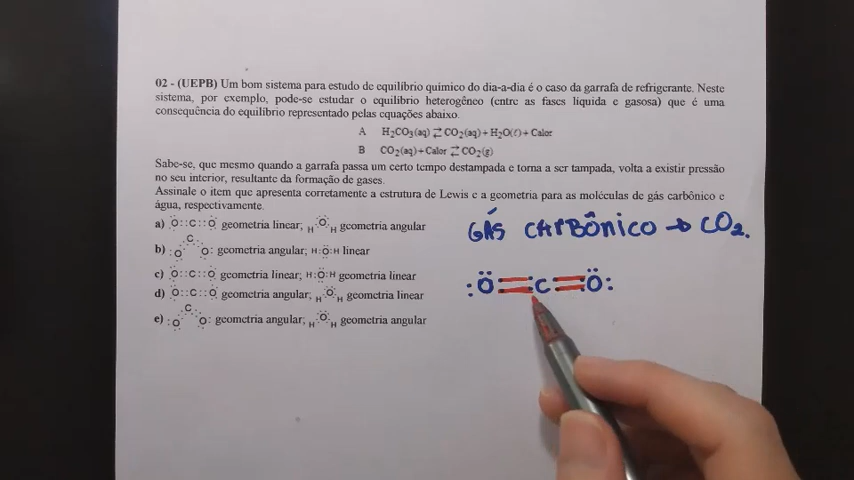 02 - (UEPB) Um bom sistema para estudo de equilíbrio químico do dia-a-dia é o caso da garrafa de refrigerante. Neste
sistema, por exemplo, pode-se estudar o equilíbrio heterogêneo (entre as fases líquida e gasosa) que é uma
consequência do equilíbrio representado pelas equações abaixo.
A H₂CO₃(aq) ⇄ CO₂(aq) + H₂O(ℓ) + Calor
B CO₂(aq) + Calor ⇄ CO₂(g)
Sabe-se, que mesmo quando a garrafa passa um certo tempo destampada e torna a ser tampada, volta a existir pressão
no seu interior, resultante da formação de gases.
Assinale o item que apresenta corretamente a estrutura de Lewis e a geometria para as moléculas de gás carbônico e
água, respectivamente.
a) :Ö::C::Ö: geometria linear; H Ö H geometria angular
b) :O C O: geometria angular; H:Ö:H linear
c) :Ö::C::Ö: geometria linear; H:Ö:H geometria linear
d) :Ö::C::Ö: geometria angular, H Ö H geometria linear
e) :O C O: geometria angular; H Ö H geometria angular
GÁS CARBÔNICO → CO₂.
:Ö=C=Ö: